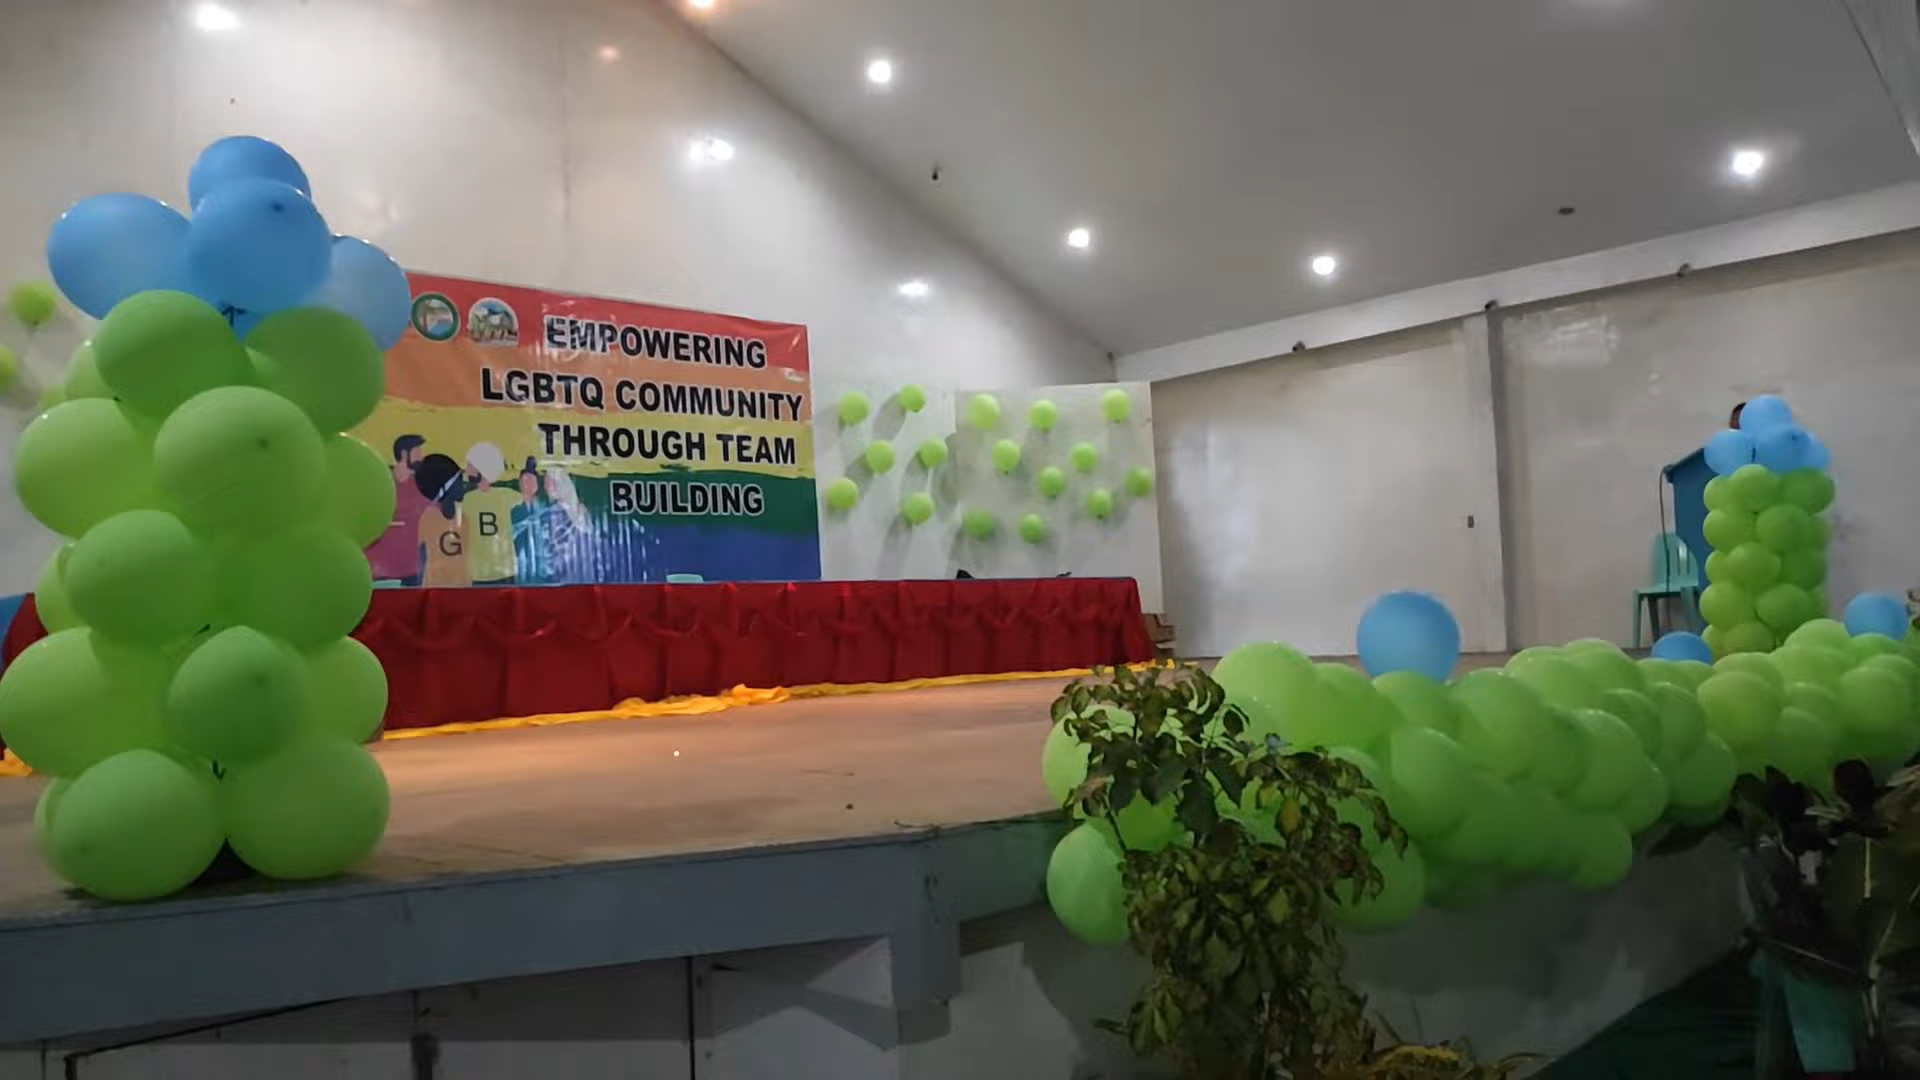 EMPOWERING
LGBTQ COMMUNITY
THROUGH TEAM
BUILDING
G
B